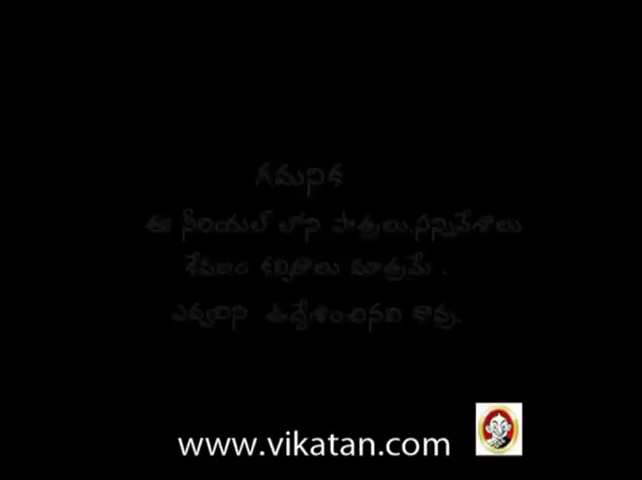 గమనిక
ఈ సీరియల్ లోని పాత్రలు,సన్నివేశాలు
కేవలం కల్పితాలు మాత్రమే .
ఎవ్వరిని ఉద్దేశించినవి కావు.
www.vikatan.com